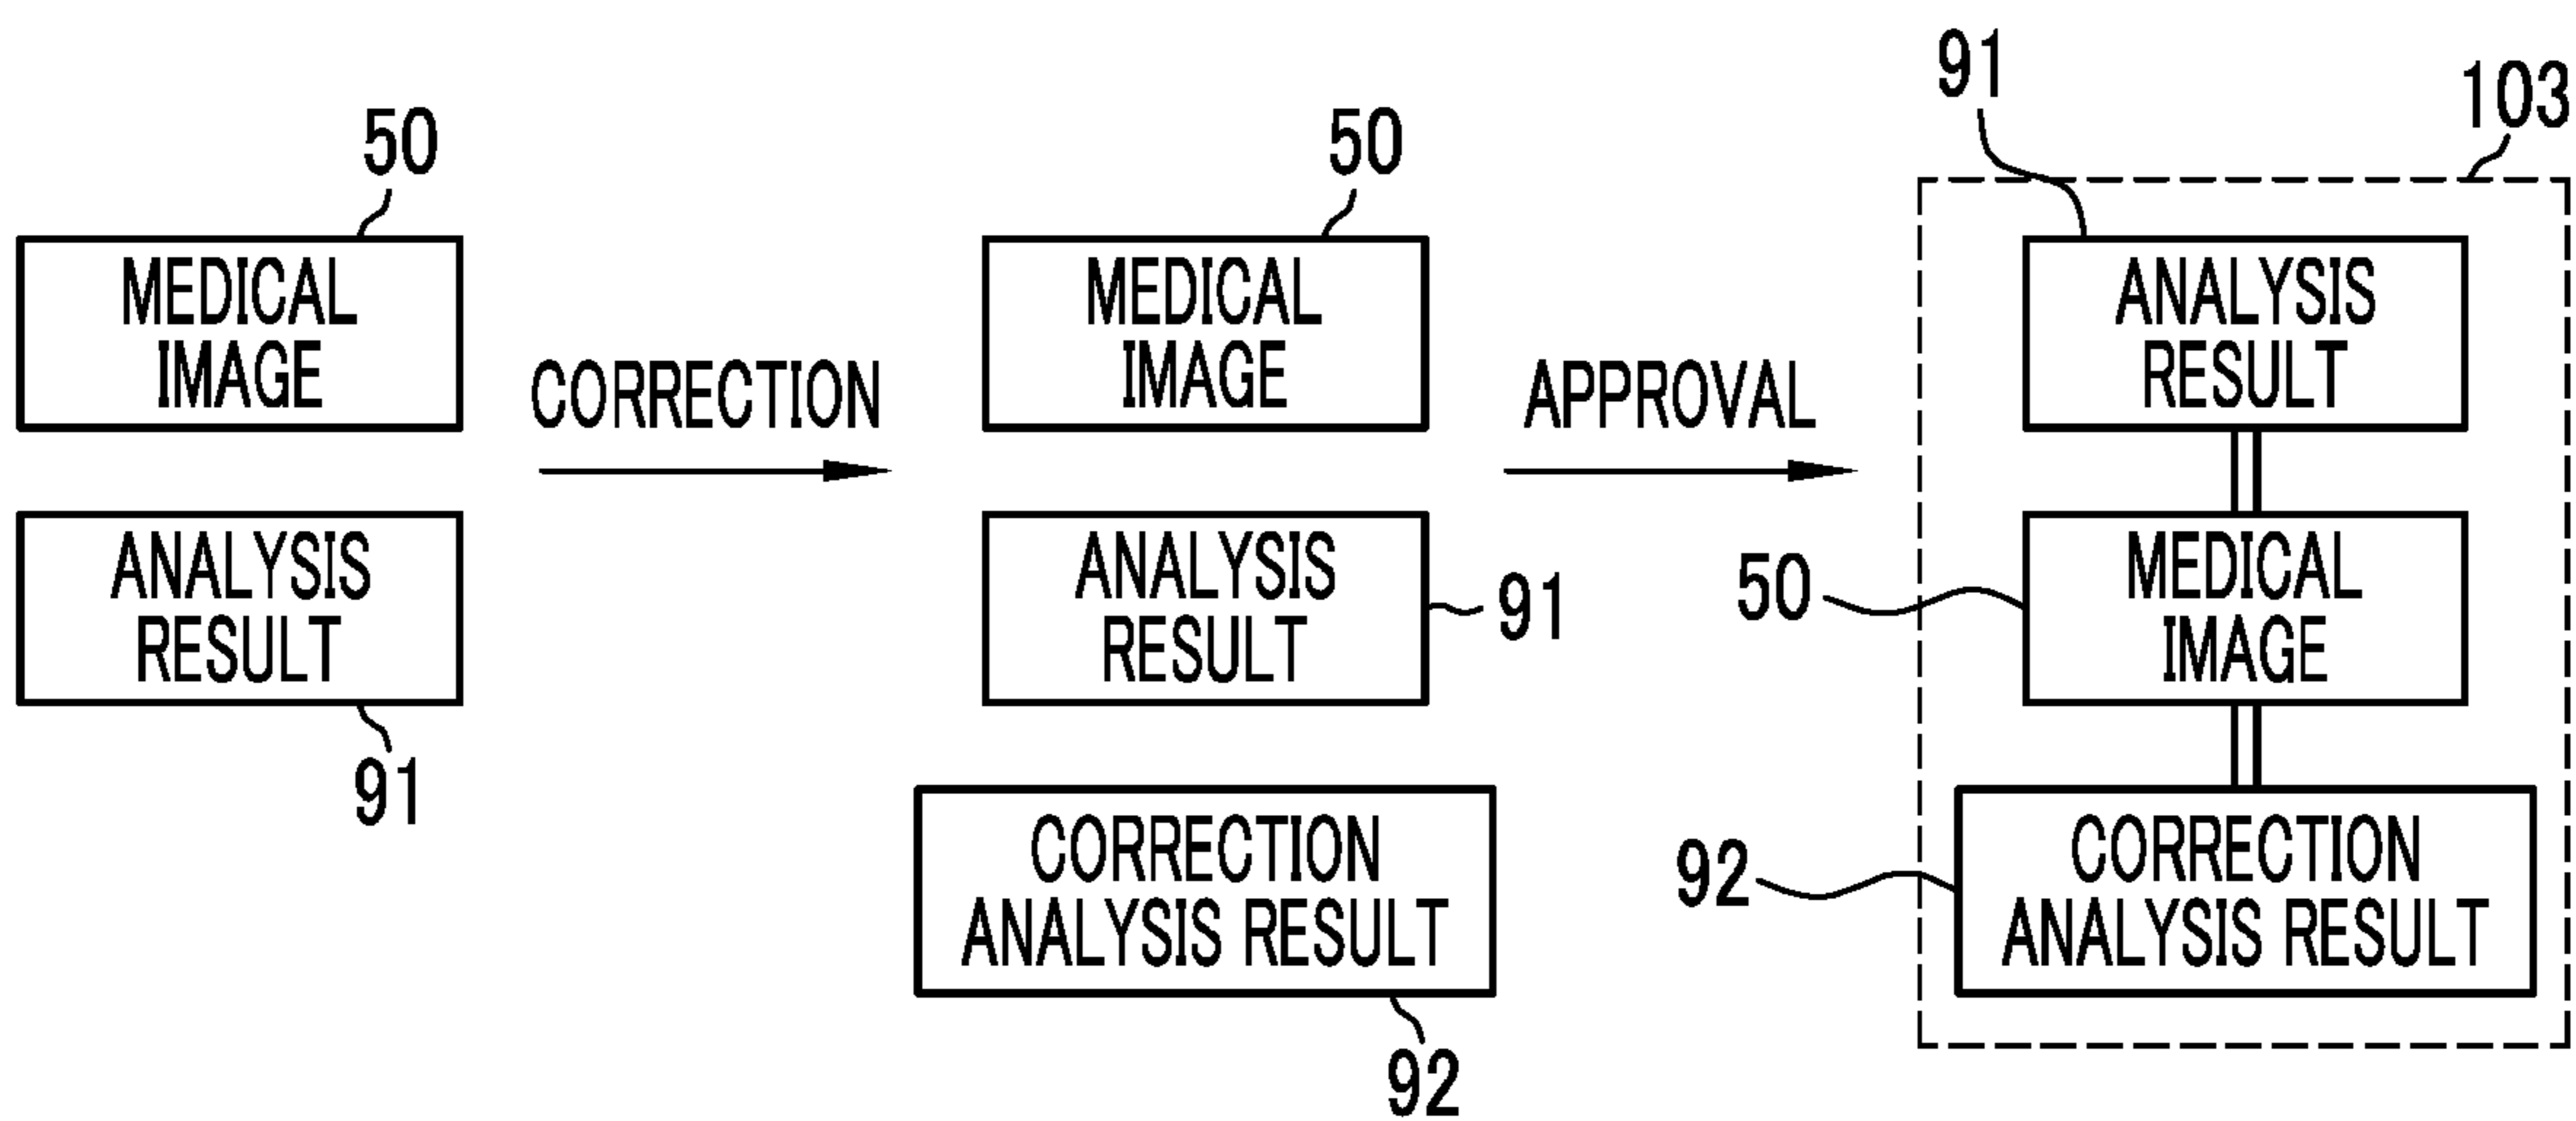 50
MEDICAL
IMAGE
ANALYSIS
RESULT
91
CORRECTION
50
MEDICAL
IMAGE
ANALYSIS
RESULT
91
CORRECTION
ANALYSIS RESULT
92
APPROVAL
91
103
ANALYSIS
RESULT
50
MEDICAL
IMAGE
92
CORRECTION
ANALYSIS RESULT